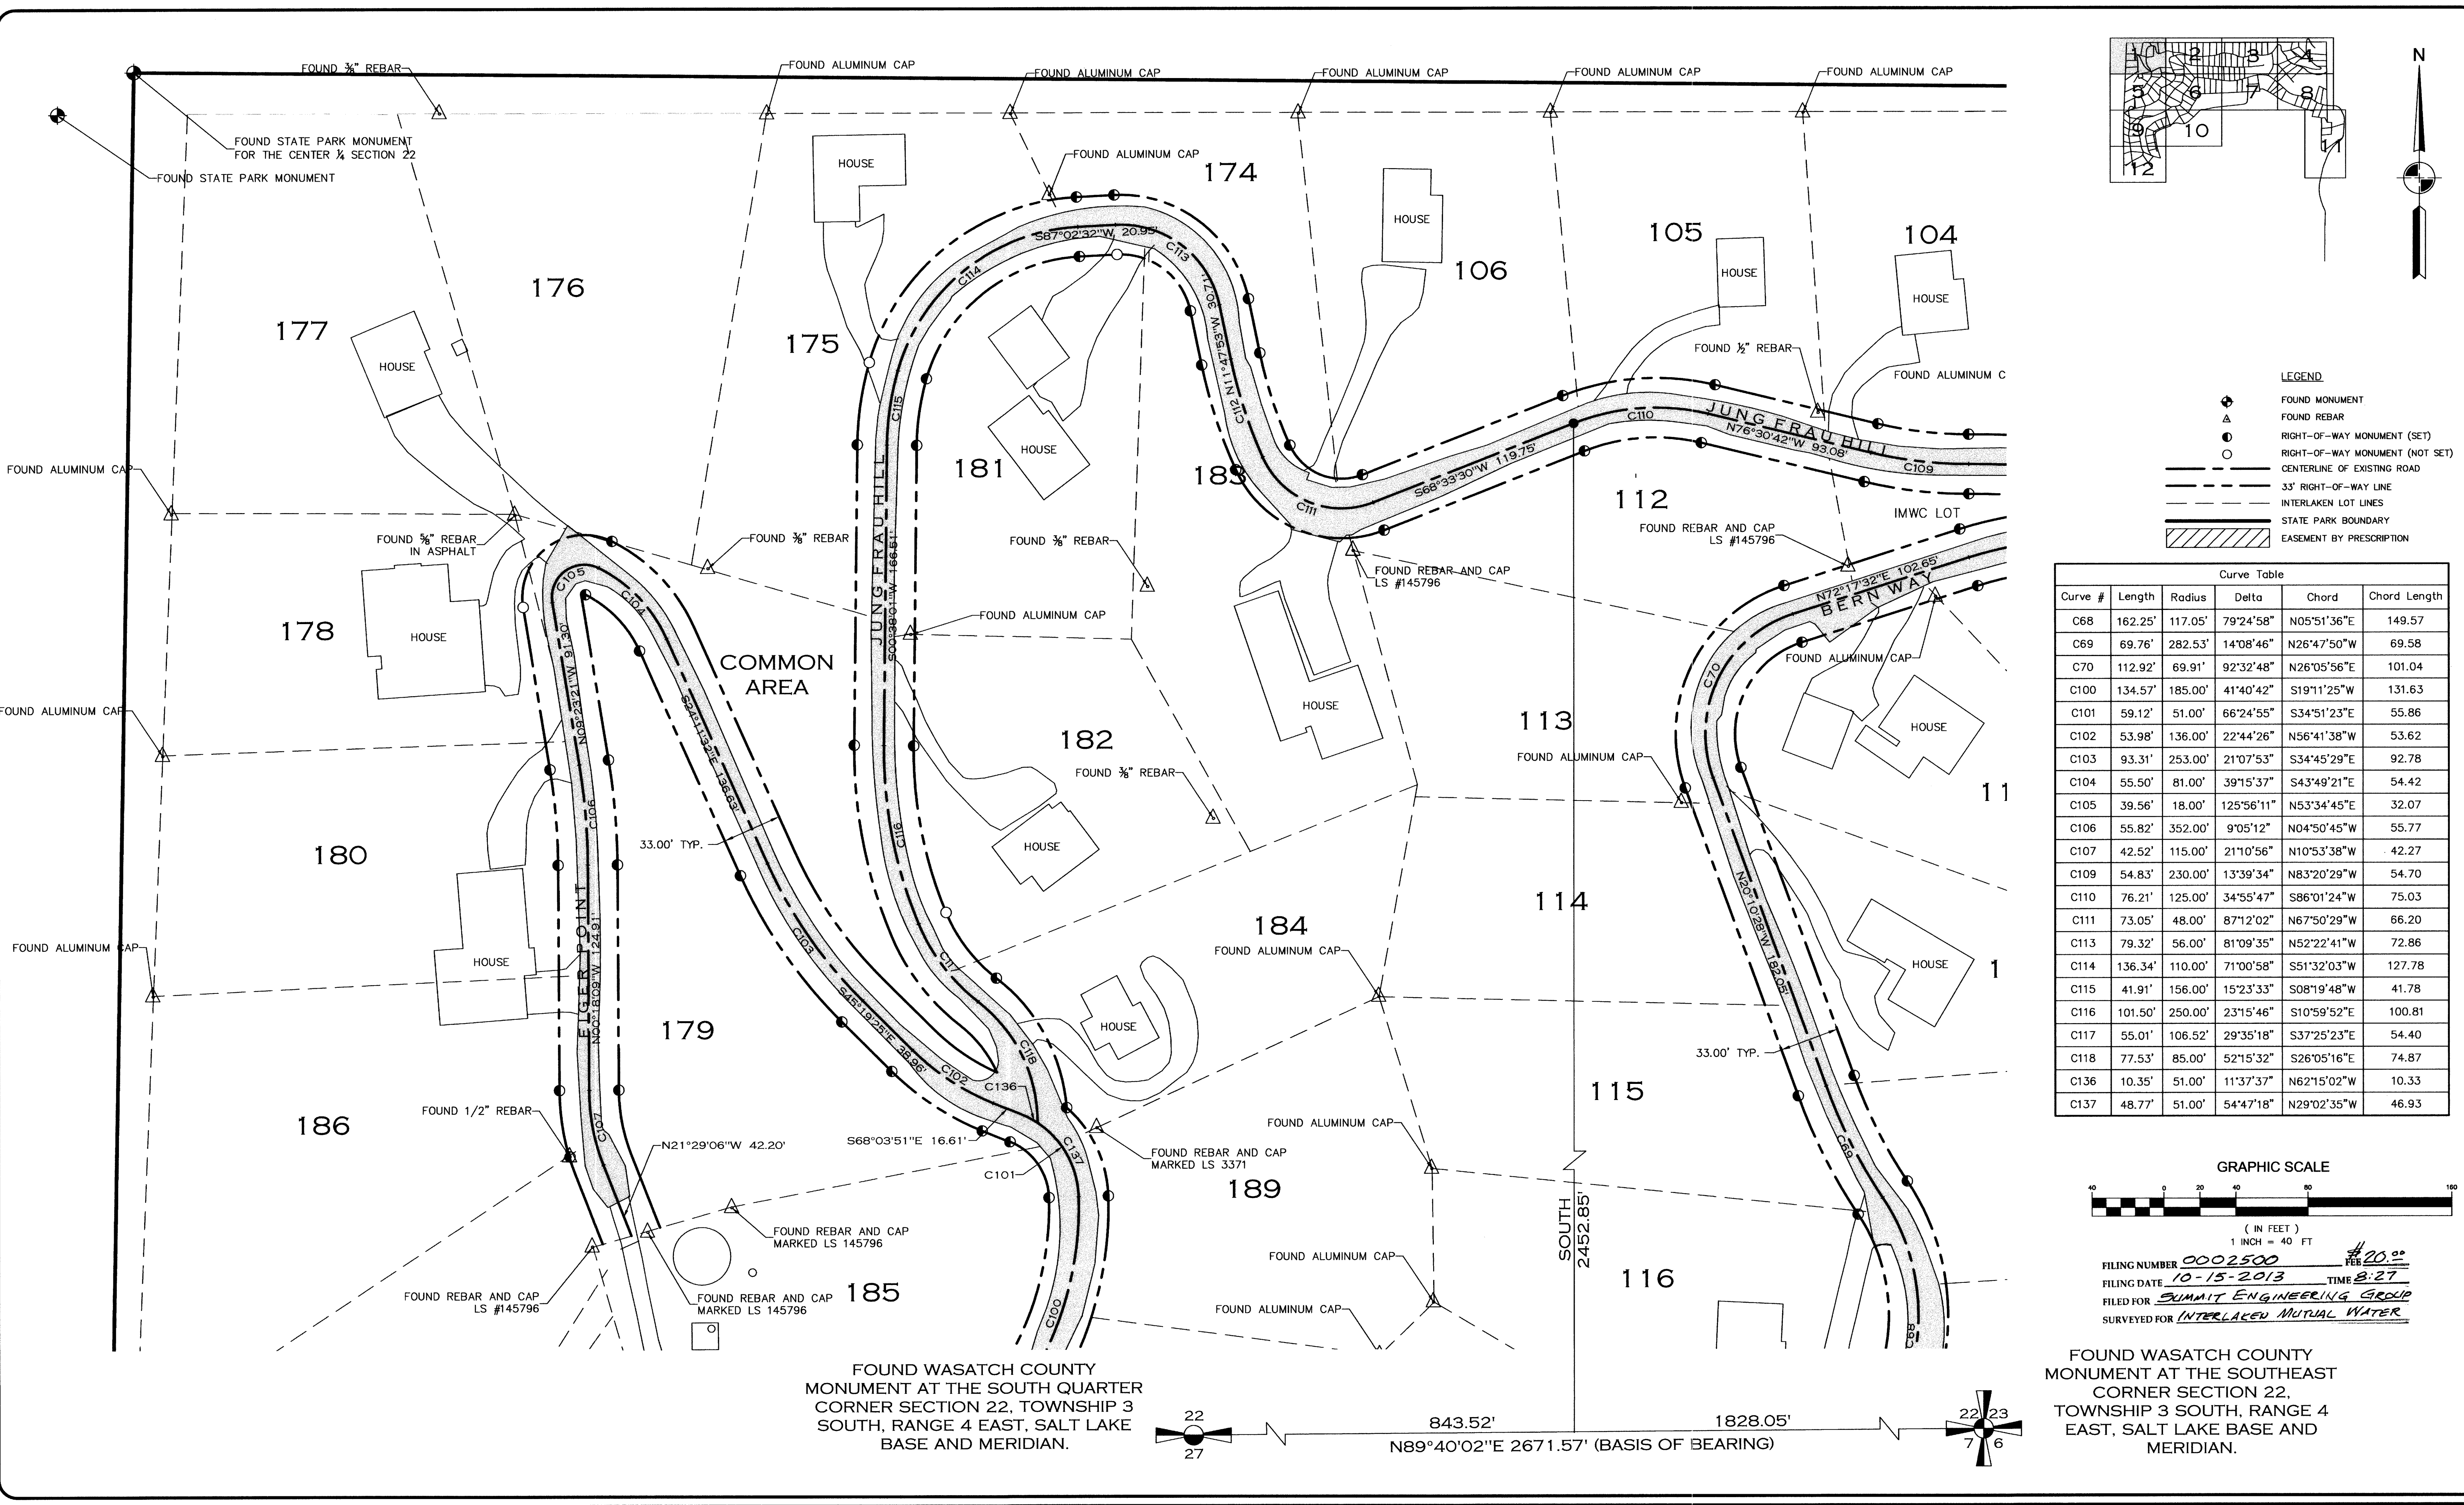 FOUND ⅜" REBAR
FOUND ALUMINUM CAP
FOUND ALUMINUM CAP
FOUND ALUMINUM CAP
FOUND ALUMINUM CAP
FOUND ALUMINUM CAP
FOUND STATE PARK MONUMENT
FOR THE CENTER ¼ SECTION 22
FOUND STATE PARK MONUMENT
HOUSE
FOUND ALUMINUM CAP
174
HOUSE
106
105
HOUSE
104
HOUSE
176
177
HOUSE
175
S87°02'32"W 20.95'
C113
C114
C115
N11°47'53"W 30.71'
C112
FOUND ½" REBAR
FOUND ALUMINUM C
C110
JUNG FRAU HILL
N76°30'42"W 93.08'
C109
S68°33'30"W 119.75'
C111
HOUSE
181
183
112
IMWC LOT
FOUND ALUMINUM CAP
FOUND ⅝" REBAR
IN ASPHALT
FOUND ⅜" REBAR
FOUND ⅜" REBAR
FOUND REBAR AND CAP
LS #145796
FOUND REBAR AND CAP
LS #145796
N72°17'32"E 102.65'
BERN WAY
JUNG FRAU HILL
S00°38'01"W 166.51'
C105
C104
178
HOUSE
FOUND ALUMINUM CAP
COMMON
AREA
FOUND ALUMINUM CAP
C70
HOUSE
HOUSE
N09°23'21"W 91.30'
S24°11'32"E 136.63'
FOUND ALUMINUM CAP
182
FOUND ⅜" REBAR
113
FOUND ALUMINUM CAP
11
C106
C116
33.00' TYP.
HOUSE
180
114
N20°10'28"W 182.05'
184
FOUND ALUMINUM CAP
FOUND ALUMINUM CAP
HOUSE
EIGER POINT
N00°18'09"W 124.91'
C103
C117
HOUSE
1
179
S45°19'25"E 38.96'
C102
C118
C136
HOUSE
33.00' TYP.
115
186
FOUND 1/2" REBAR
C107
N21°29'06"W 42.20'
S68°03'51"E 16.61'
C101
C137
FOUND REBAR AND CAP
MARKED LS 3371
FOUND ALUMINUM CAP
C69
189
FOUND REBAR AND CAP
MARKED LS 145796
FOUND ALUMINUM CAP
SOUTH
2452.85'
116
FOUND REBAR AND CAP
LS #145796
FOUND REBAR AND CAP
MARKED LS 145796
185
FOUND ALUMINUM CAP
C100
C68
FOUND WASATCH COUNTY
MONUMENT AT THE SOUTH QUARTER
CORNER SECTION 22, TOWNSHIP 3
SOUTH, RANGE 4 EAST, SALT LAKE
BASE AND MERIDIAN.
22
27
843.52'
1828.05'
N89°40'02"E 2671.57' (BASIS OF BEARING)
22 23
7 6
FOUND WASATCH COUNTY
MONUMENT AT THE SOUTHEAST
CORNER SECTION 22,
TOWNSHIP 3 SOUTH, RANGE 4
EAST, SALT LAKE BASE AND
MERIDIAN.
1 2 3 4
5 6 7 8
9 10
11
12
N
LEGEND
FOUND MONUMENT
FOUND REBAR
RIGHT-OF-WAY MONUMENT (SET)
RIGHT-OF-WAY MONUMENT (NOT SET)
CENTERLINE OF EXISTING ROAD
33' RIGHT-OF-WAY LINE
INTERLAKEN LOT LINES
STATE PARK BOUNDARY
EASEMENT BY PRESCRIPTION
Curve Table
Curve # Length Radius Delta Chord Chord Length
C68 162.25' 117.05' 79°24'58" N05°51'36"E 149.57
C69 69.76' 282.53' 14°08'46" N26°47'50"W 69.58
C70 112.92' 69.91' 92°32'48" N26°05'56"E 101.04
C100 134.57' 185.00' 41°40'42" S19°11'25"W 131.63
C101 59.12' 51.00' 66°24'55" S34°51'23"E 55.86
C102 53.98' 136.00' 22°44'26" N56°41'38"W 53.62
C103 93.31' 253.00' 21°07'53" S34°45'29"E 92.78
C104 55.50' 81.00' 39°15'37" S43°49'21"E 54.42
C105 39.56' 18.00' 125°56'11" N53°34'45"E 32.07
C106 55.82' 352.00' 9°05'12" N04°50'45"W 55.77
C107 42.52' 115.00' 21°10'56" N10°53'38"W 42.27
C109 54.83' 230.00' 13°39'34" N83°20'29"W 54.70
C110 76.21' 125.00' 34°55'47" S86°01'24"W 75.03
C111 73.05' 48.00' 87°12'02" N67°50'29"W 66.20
C113 79.32' 56.00' 81°09'35" N52°22'41"W 72.86
C114 136.34' 110.00' 71°00'58" S51°32'03"W 127.78
C115 41.91' 156.00' 15°23'33" S08°19'48"W 41.78
C116 101.50' 250.00' 23°15'46" S10°59'52"E 100.81
C117 55.01' 106.52' 29°35'18" S37°25'23"E 54.40
C118 77.53' 85.00' 52°15'32" S26°05'16"E 74.87
C136 10.35' 51.00' 11°37'37" N62°15'02"W 10.33
C137 48.77' 51.00' 54°47'18" N29°02'35"W 46.93
GRAPHIC SCALE
40 0 20 40 80 160
( IN FEET )
1 INCH = 40 FT
FILING NUMBER 0002500 FEE $20.00
FILING DATE 10-15-2013 TIME 8:27
FILED FOR SUMMIT ENGINEERING GROUP
SURVEYED FOR INTERLAKEN MUTUAL WATER